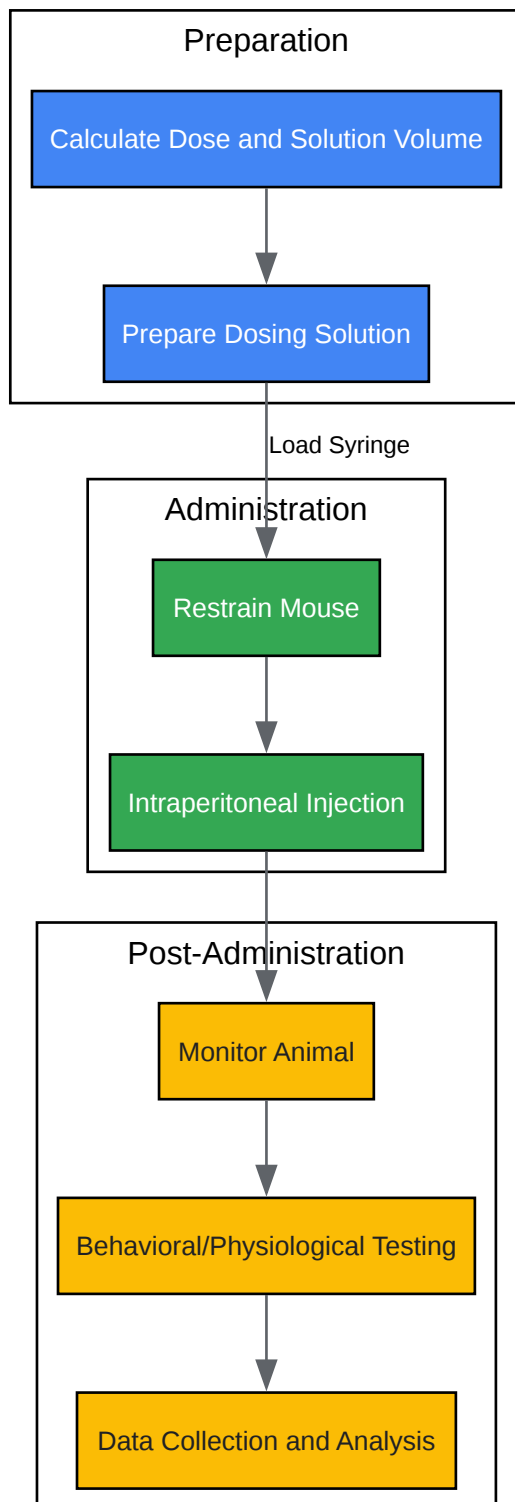 Preparation
Calculate Dose and Solution Volume
Prepare Dosing Solution
Load Syringe
Administration
Restrain Mouse
Intraperitoneal Injection
Post-Administration
Monitor Animal
Behavioral/Physiological Testing
Data Collection and Analysis